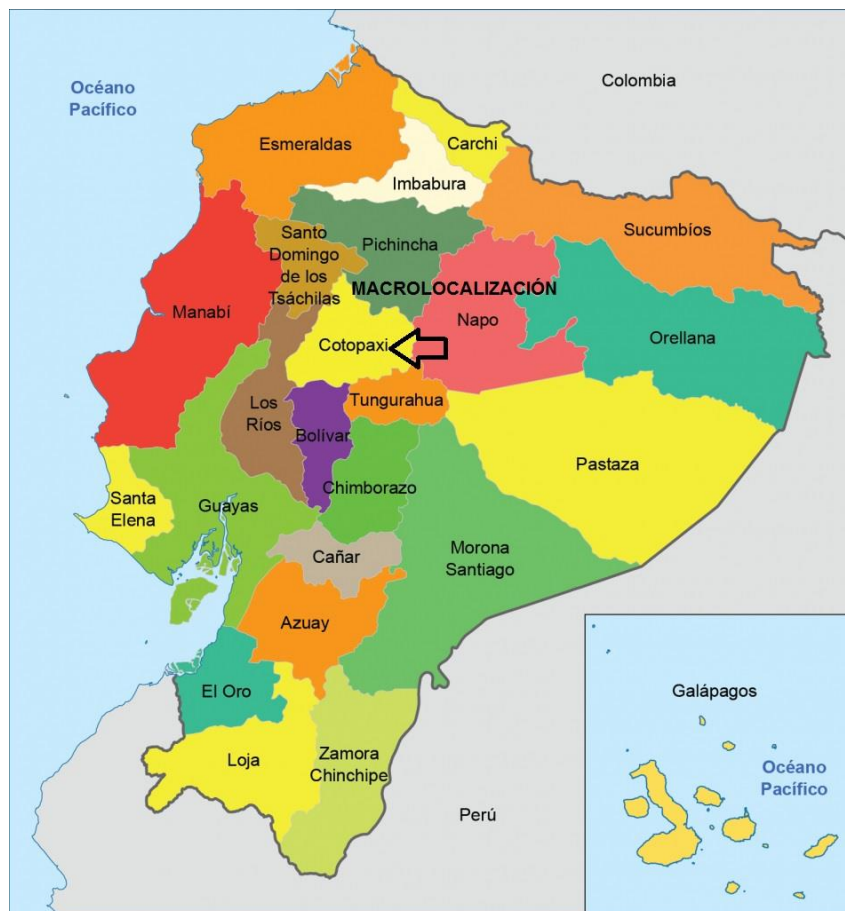 Océano
Pacífico
Colombia
Esmeraldas
Carchi
Imbabura
Sucumbíos
Santo
Domingo
de los
Tsáchilas
Pichincha
MACROLOCALIZACIÓN
Manabí
Napo
Cotopaxi
Orellana
Los
Ríos
Tungurahua
Bolívar
Pastaza
Chimborazo
Santa
Elena
Guayas
Cañar
Morona
Santiago
Azuay
El Oro
Galápagos
Loja
Zamora
Chinchipe
Océano
Pacífico
Perú